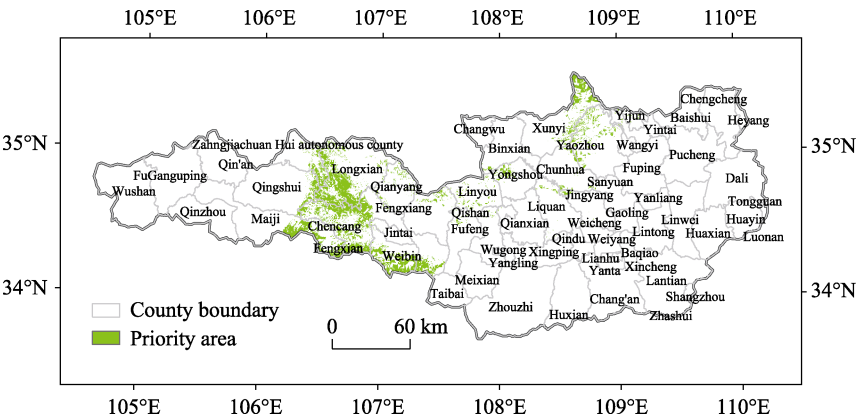 105°E 106°E 107°E 108°E 109°E 110°E
Chengcheng
Yijun Baishui Heyang
Changwu Xunyi Yintai
35°N Zahngjiachuan Hui autonomous county Binxian Yaozhou Wangyi 35°N
Pucheng
Qin'an Longxian Chunhua Fuping
FuGanguping Yongshou Dali
Wushan Qingshui Qianyang Linyou Sanyuan
Jingyang Yanliang Tongguan
Qinzhou Maiji Fengxiang Qishan Liquan Gaoling Linwei Huayin
Chencang Jintai Fufeng Qianxian Weicheng Lintong Huaxian Luonan
Fengxian Weibin Wugong Xingping Qindu Weiyang
Yangling Lianhu Baqiao
Yanta Xincheng
34°N Meixian Lantian 34°N
Taibai Chang'an Shangzhou
County boundary Zhouzhi Huxian Zhashui
0 60 km
Priority area
105°E 106°E 107°E 108°E 109°E 110°E